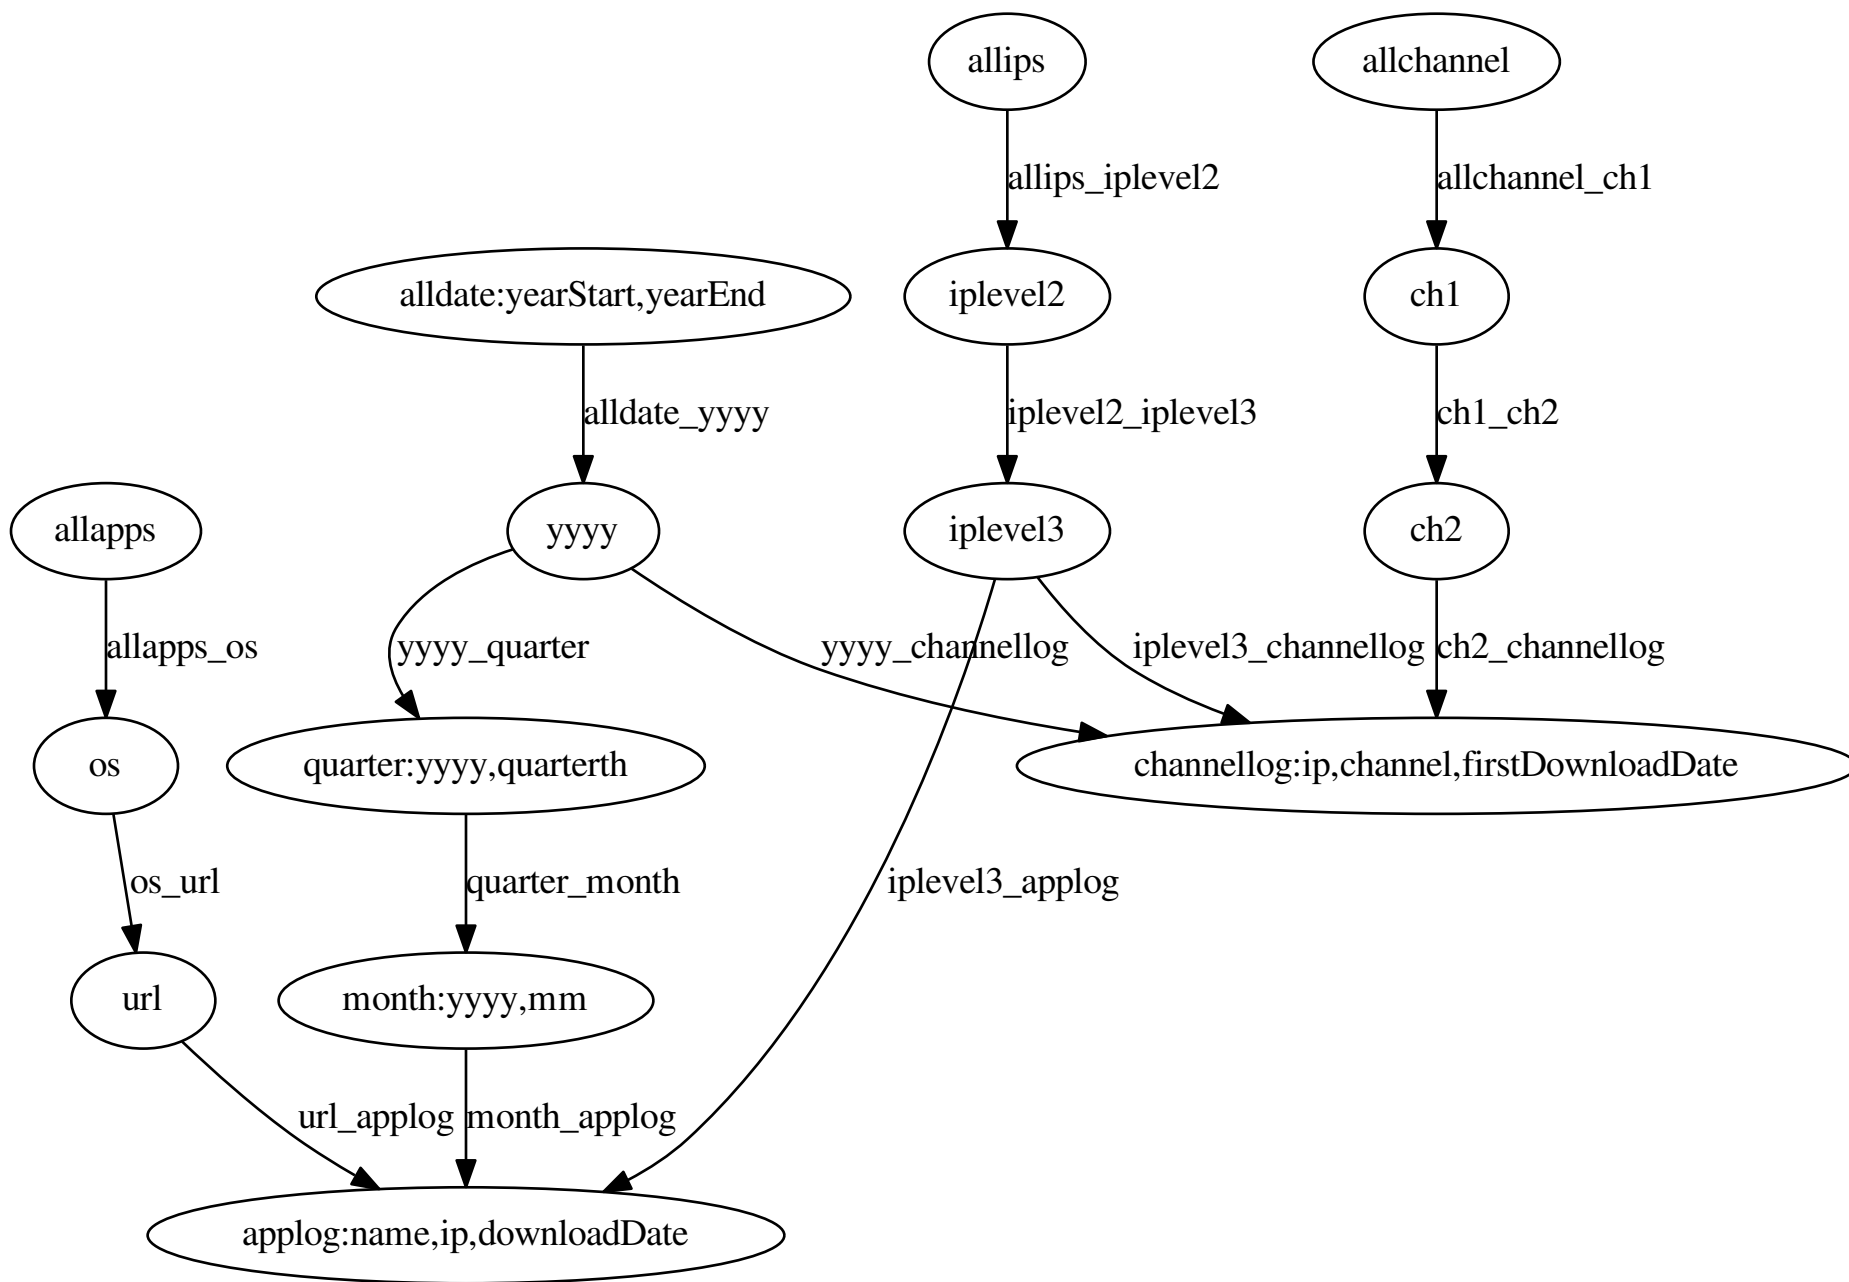 allips
allchannel
allips_iplevel2
allchannel_ch1
alldate:yearStart,yearEnd
iplevel2
ch1
alldate_yyyy
iplevel2_iplevel3
ch1_ch2
allapps
yyyy
iplevel3
ch2
allapps_os
yyyy_quarter
yyyy_channellog
iplevel3_channellog
ch2_channellog
os
quarter:yyyy,quarterth
channellog:ip,channel,firstDownloadDate
os_url
quarter_month
iplevel3_applog
url
month:yyyy,mm
url_applog
month_applog
applog:name,ip,downloadDate